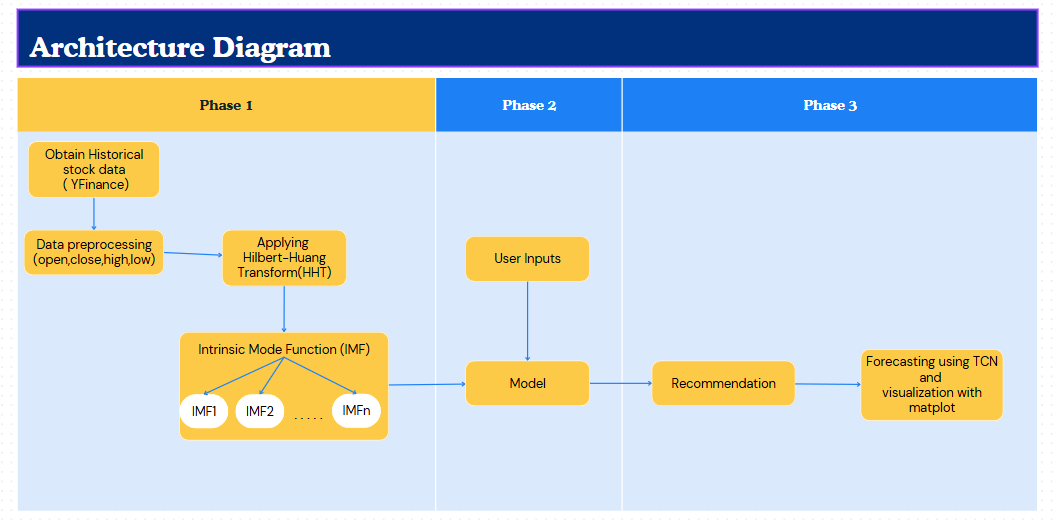 Architecture Diagram
Phase 1
Phase 2
Phase 3
Obtain Historical
stock data
( YFinance)
Data preprocessing
(open,close,high,low)
Applying
Hilbert-Huang
Transform(HHT)
Intrinsic Mode Function (IMF)
IMF1
IMF2
. . . . .
IMFn
User Inputs
Model
Recommendation
Forecasting using TCN
and
visualization with
matplot